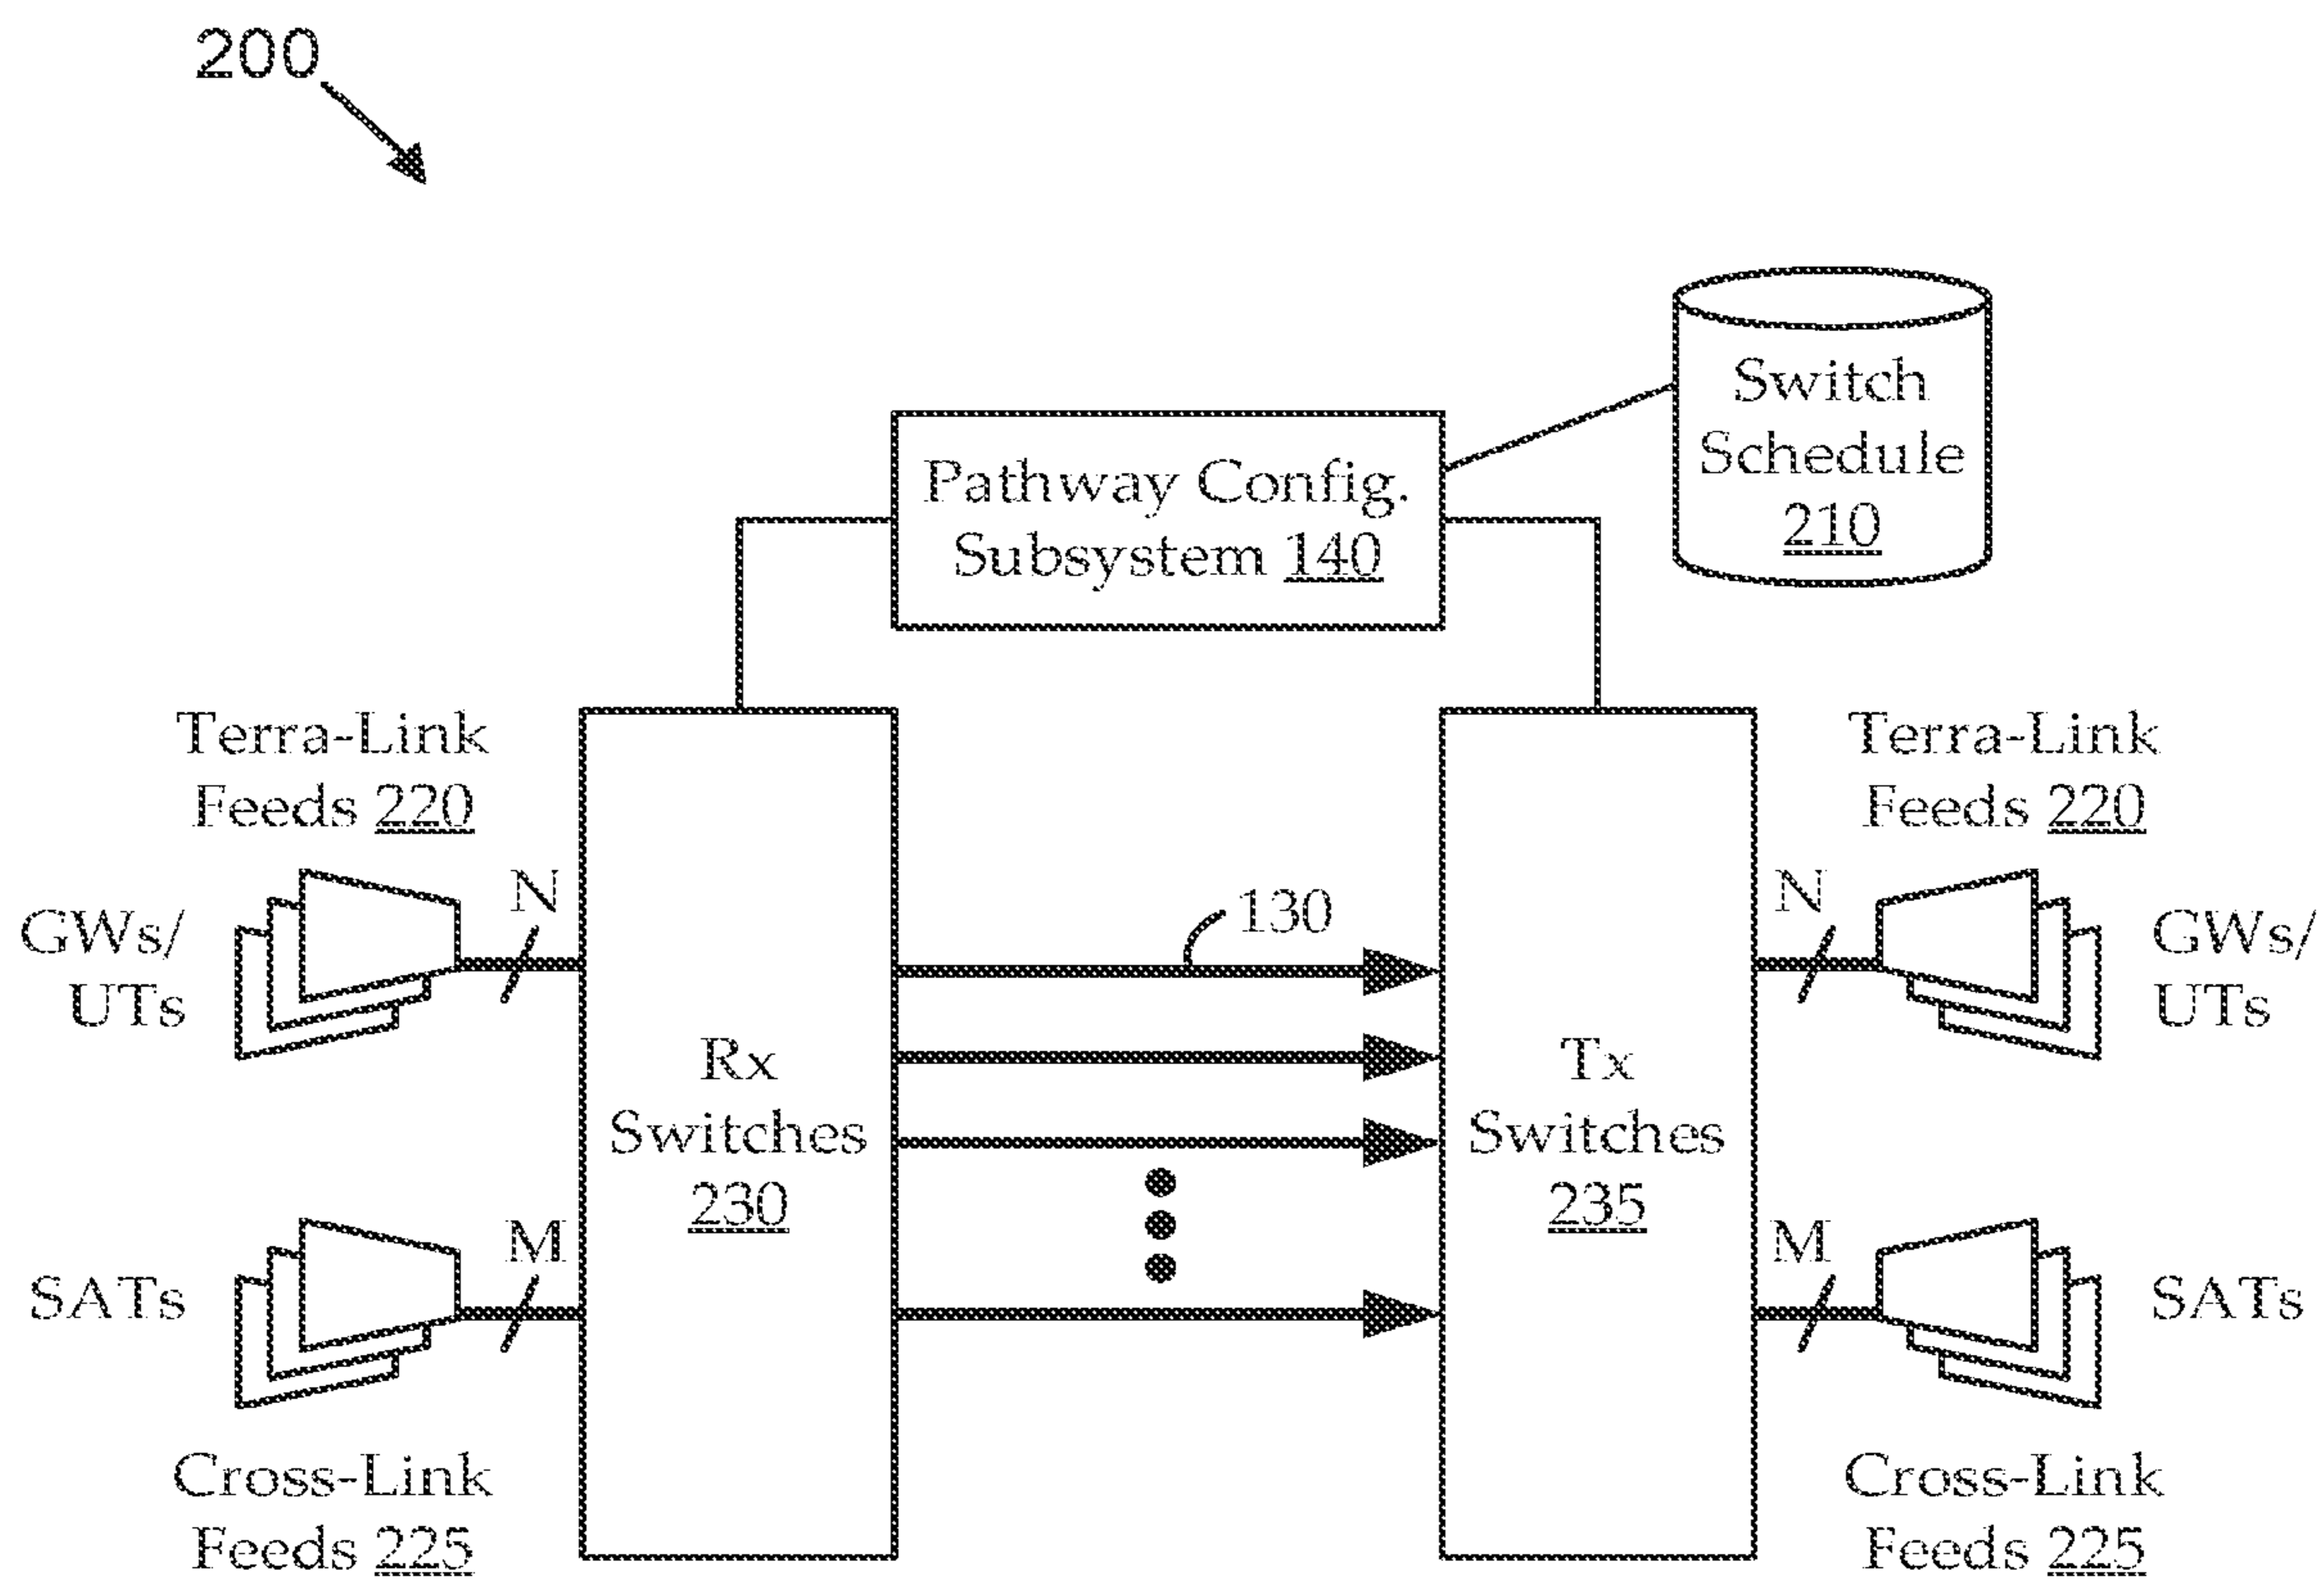 200
Switch
Schedule
210
Pathway Config.
Subsystem 140
Terra-Link
Feeds 220
Terra-Link
Feeds 220
N
N
130
GWs/
UTs
GWs/
UTs
Rx
Switches
230
Tx
Switches
235
M
M
SATs
SATs
Cross-Link
Feeds 225
Cross-Link
Feeds 225